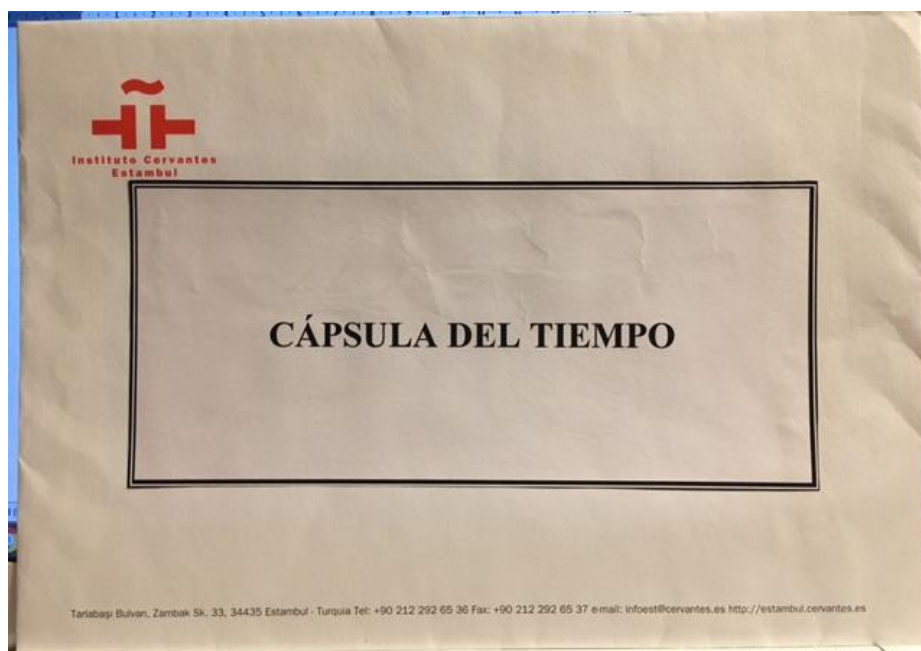 Instituto Cervantes
Estambul
CÁPSULA DEL TIEMPO
Tarlabaşı Bulvarı, Zambak Sk. 33, 34435 Estambul - Turquia Tel: +90 212 292 65 36 Fax: +90 212 292 65 37 e-mail: infoest@cervantes.es http://estambul.cervantes.es